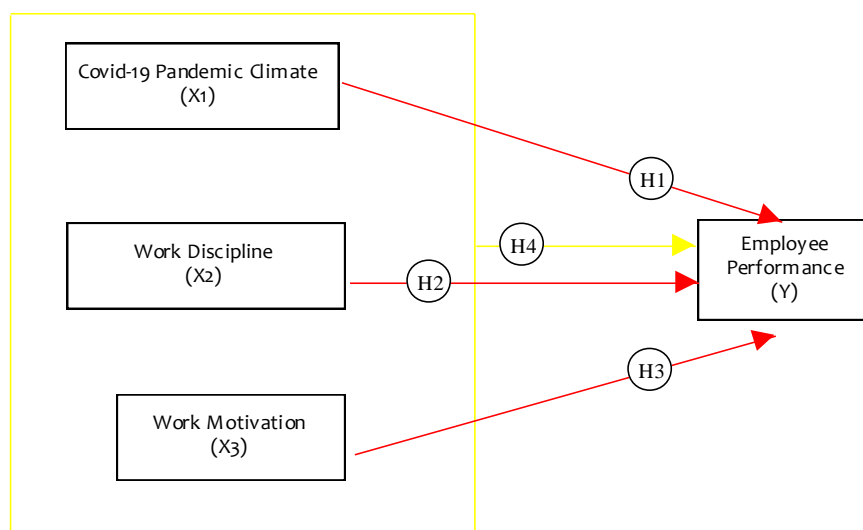 Covid-19 Pandemic Climate
(X1)
H1
Work Discipline
(X2)
H2
H4
Employee
Performance
(Y)
Work Motivation
(X3)
H3